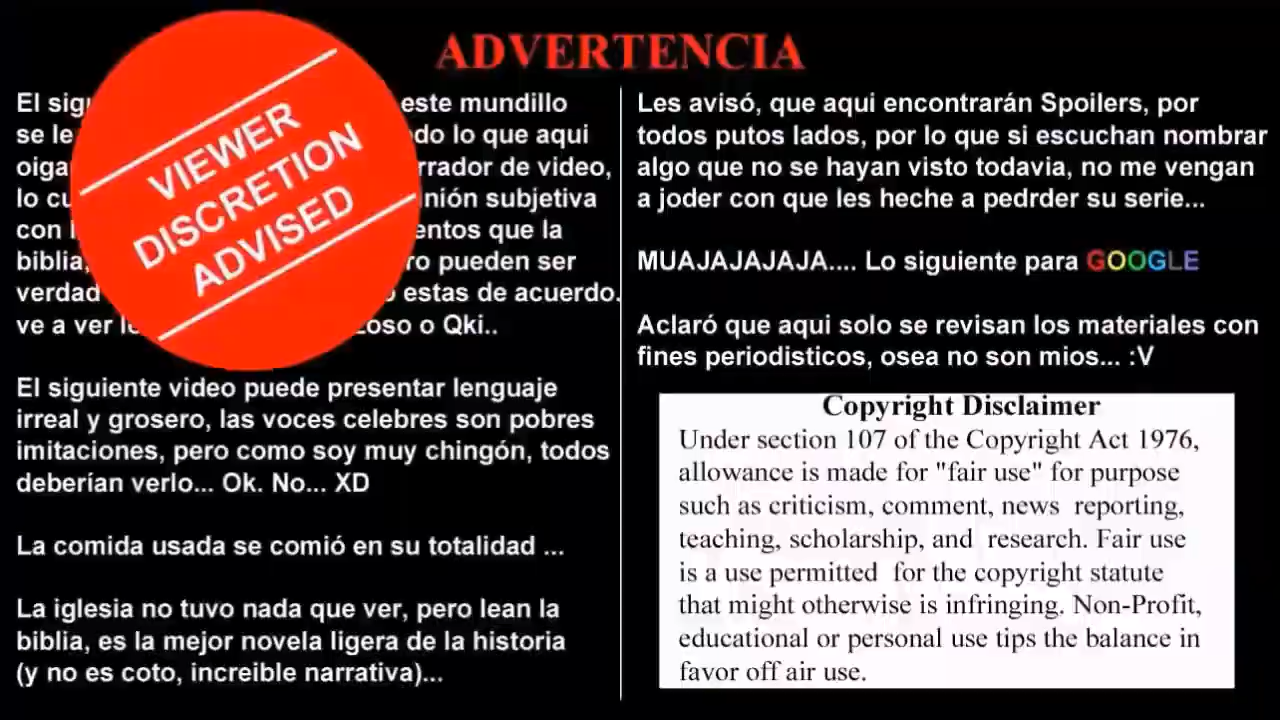 ADVERTENCIA
VIEWER
DISCRETION
ADVISED
El este mundillo
se lo que aqui
de video,
lo subjetiva
con que la
biblia, pueden ser
verdad estas de acuerdo.
ve a ver o Qki..
El siguiente video puede presentar lenguaje
irreal y grosero, las voces celebres son pobres
imitaciones, pero como soy muy chingón, todos
deberían verlo... Ok. No... XD
La comida usada se comió en su totalidad ...
La iglesia no tuvo nada que ver, pero lean la
biblia, es la mejor novela ligera de la historia
(y no es coto, increible narrativa)...
Les avisó, que aqui encontrarán Spoilers, por
todos putos lados, por lo que si escuchan nombrar
algo que no se hayan visto todavia, no me vengan
a joder con que les heche a pedrder su serie...
MUAJAJAJAJA.... Lo siguiente para GOOGLE
Aclaró que aqui solo se revisan los materiales con
fines periodisticos, osea no son mios... :V
Copyright Disclaimer
Under section 107 of the Copyright Act 1976,
allowance is made for "fair use" for purpose
such as criticism, comment, news reporting,
teaching, scholarship, and research. Fair use
is a use permitted for the copyright statute
that might otherwise is infringing. Non-Profit,
educational or personal use tips the balance in
favor off air use.